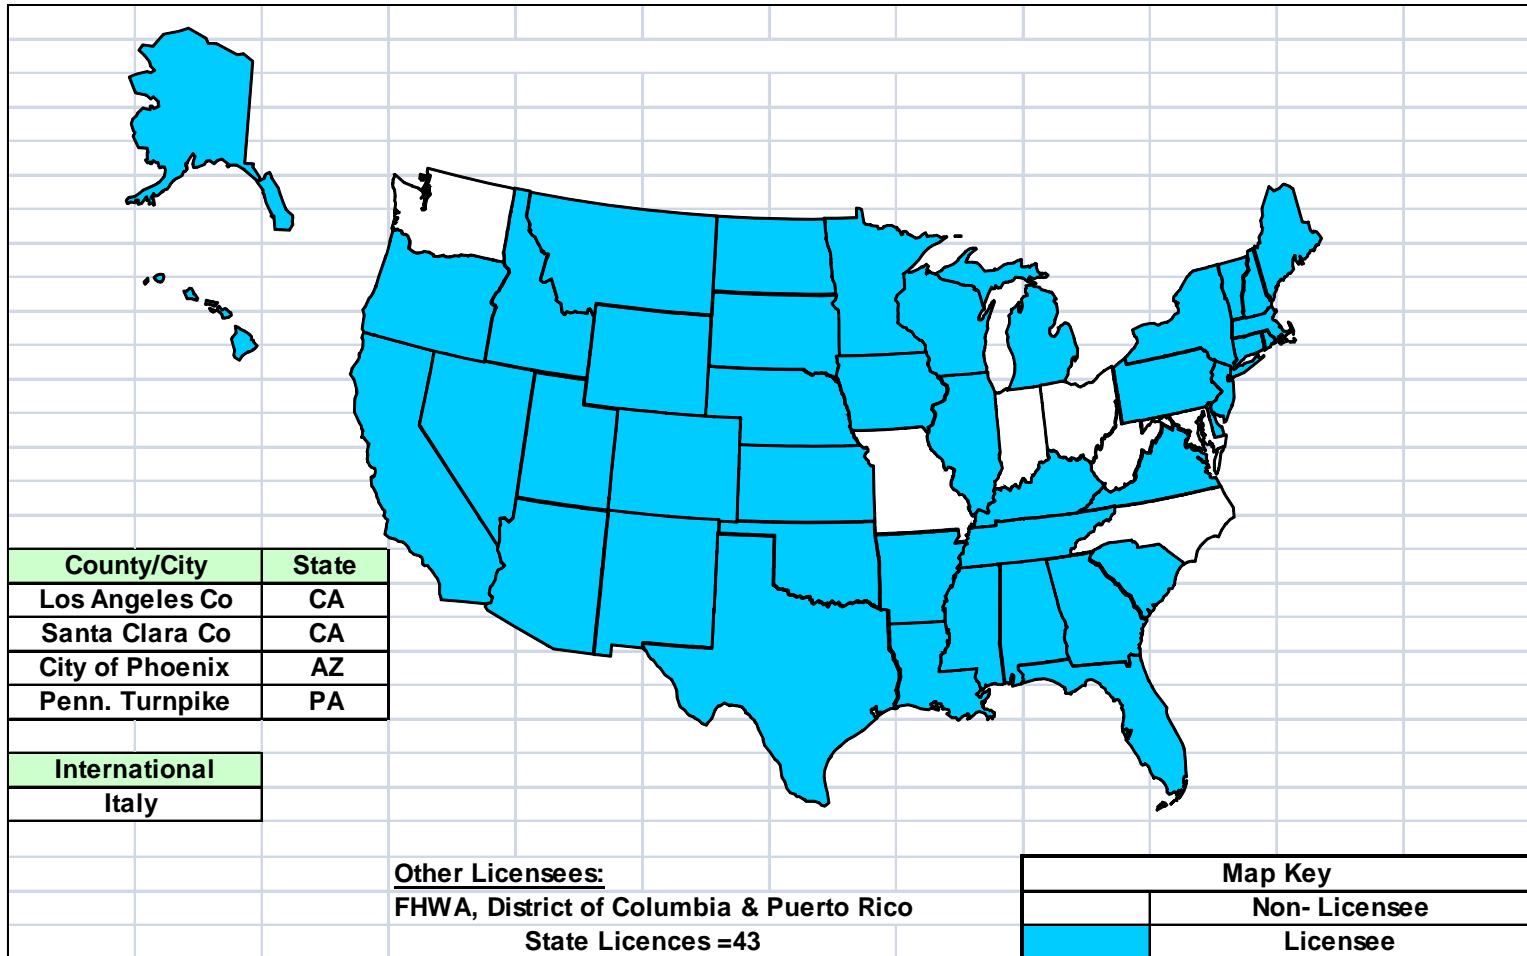 County/City State
Los Angeles Co CA
Santa Clara Co CA
City of Phoenix AZ
Penn. Turnpike PA
International
Italy
Other Licensees:
FHWA, District of Columbia & Puerto Rico
State Licences =43
Map Key
Non- Licensee
Licensee